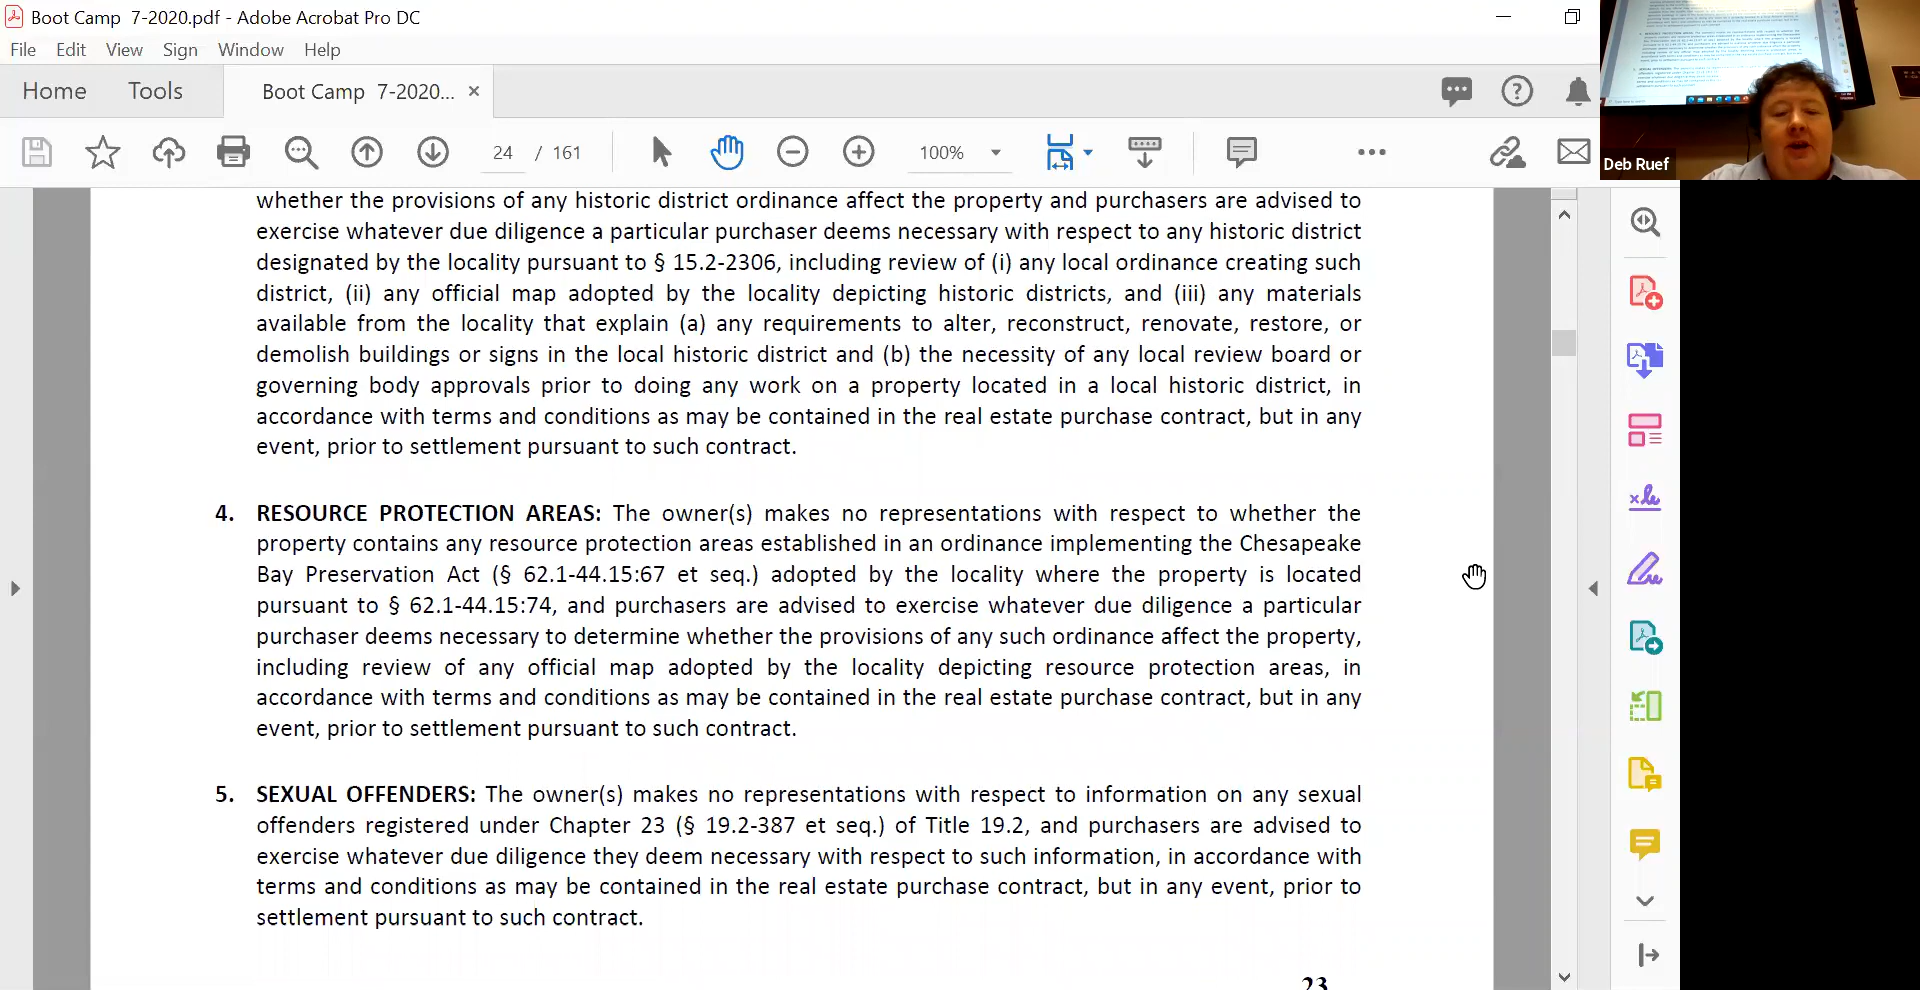 Boot Camp 7-2020.pdf - Adobe Acrobat Pro DC
File Edit View Sign Window Help
Home Tools Boot Camp 7-2020... ×
24 / 161 100%
Deb Ruef
whether the provisions of any historic district ordinance affect the property and purchasers are advised to
exercise whatever due diligence a particular purchaser deems necessary with respect to any historic district
designated by the locality pursuant to § 15.2-2306, including review of (i) any local ordinance creating such
district, (ii) any official map adopted by the locality depicting historic districts, and (iii) any materials
available from the locality that explain (a) any requirements to alter, reconstruct, renovate, restore, or
demolish buildings or signs in the local historic district and (b) the necessity of any local review board or
governing body approvals prior to doing any work on a property located in a local historic district, in
accordance with terms and conditions as may be contained in the real estate purchase contract, but in any
event, prior to settlement pursuant to such contract.
4. RESOURCE PROTECTION AREAS: The owner(s) makes no representations with respect to whether the
property contains any resource protection areas established in an ordinance implementing the Chesapeake
Bay Preservation Act (§ 62.1-44.15:67 et seq.) adopted by the locality where the property is located
pursuant to § 62.1-44.15:74, and purchasers are advised to exercise whatever due diligence a particular
purchaser deems necessary to determine whether the provisions of any such ordinance affect the property,
including review of any official map adopted by the locality depicting resource protection areas, in
accordance with terms and conditions as may be contained in the real estate purchase contract, but in any
event, prior to settlement pursuant to such contract.
5. SEXUAL OFFENDERS: The owner(s) makes no representations with respect to information on any sexual
offenders registered under Chapter 23 (§ 19.2-387 et seq.) of Title 19.2, and purchasers are advised to
exercise whatever due diligence they deem necessary with respect to such information, in accordance with
terms and conditions as may be contained in the real estate purchase contract, but in any event, prior to
settlement pursuant to such contract.
23